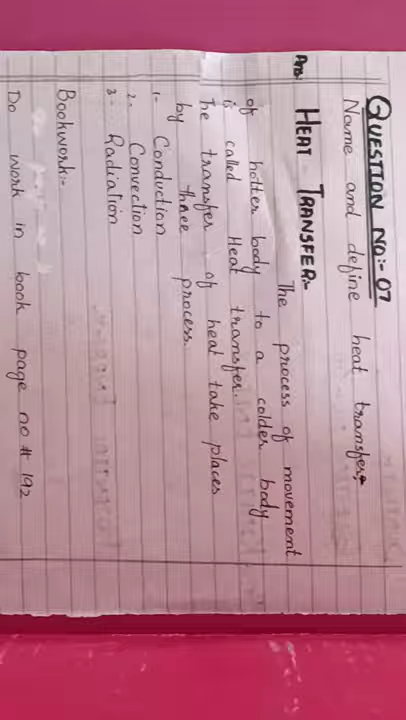 QUESTION NO:- 07
Name and define heat transfer.
Ans: HEAT TRANSFER:-
The process of movement
of hotter body to a colder body
is called Heat transfer.
The transfer of heat take places
by three process.
1:- Conduction
2:- Convection
3:- Radiation
Bookwork:-
Do work in book page no # 192